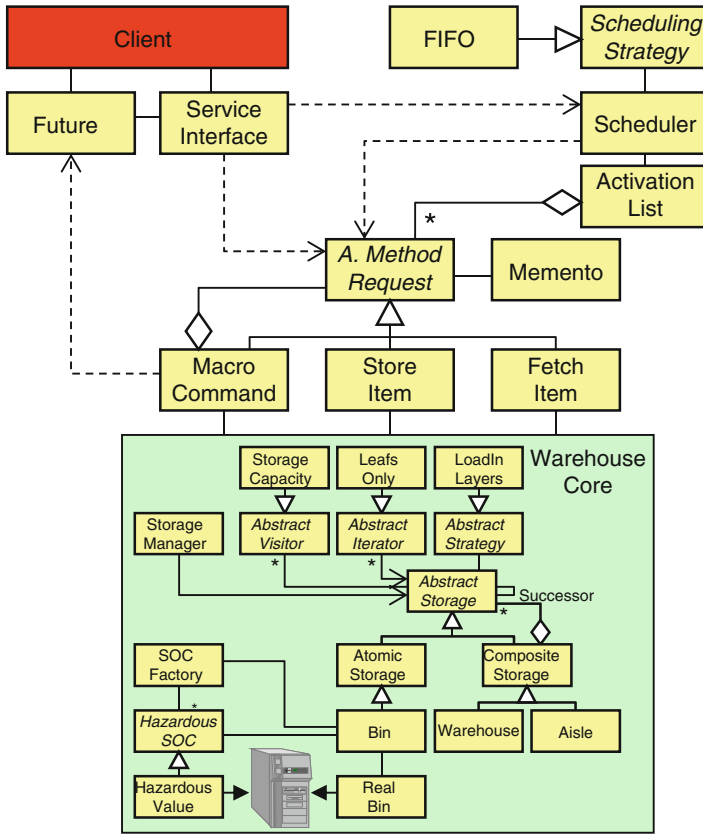 Client
FIFO
Scheduling
Strategy
Future
Service
Interface
Scheduler
Activation
List
*
A. Method
Request
Memento
Macro
Command
Store
Item
Fetch
Item
Warehouse
Core
Storage
Capacity
Leafs
Only
LoadIn
Layers
Storage
Manager
Abstract
Visitor
Abstract
Iterator
Abstract
Strategy
*
*
Abstract
Storage
Successor
*
SOC
Factory
Atomic
Storage
Composite
Storage
*
Hazardous
SOC
Bin
Warehouse
Aisle
Hazardous
Value
Real
Bin